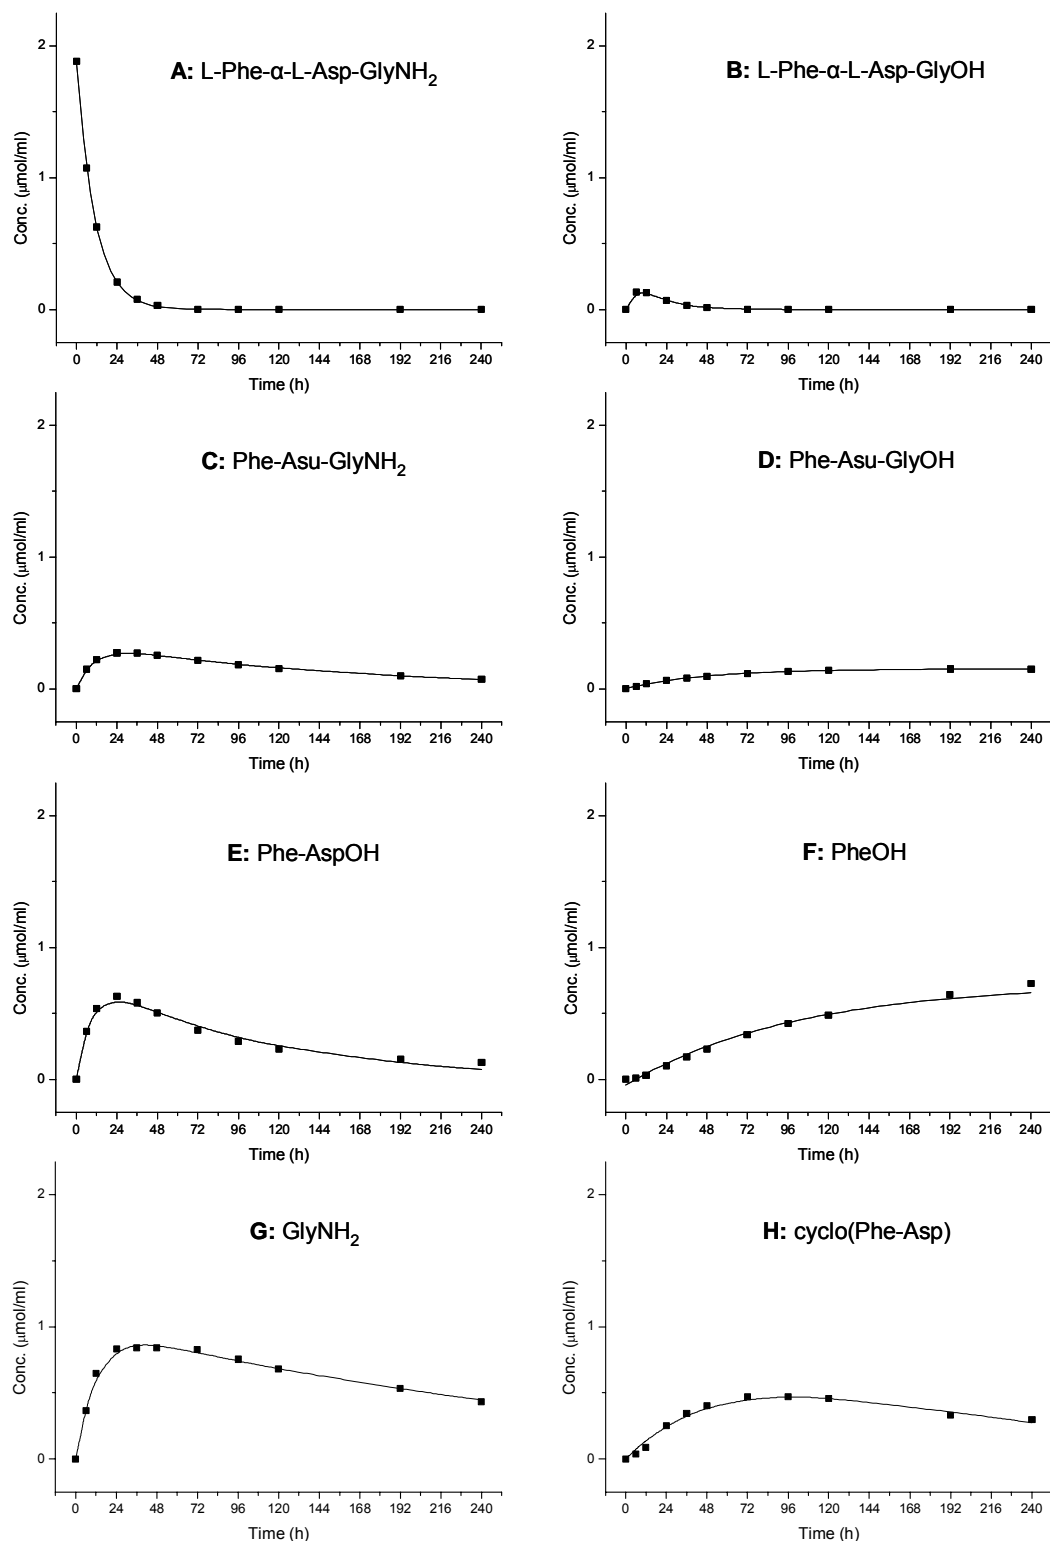 A: L-Phe-α-L-Asp-GlyNH2
Conc. (μmol/ml)
2
1
0
0 24 48 72 96 120 144 168 192 216 240
Time (h)
B: L-Phe-α-L-Asp-GlyOH
Conc. (μmol/ml)
2
1
0
0 24 48 72 96 120 144 168 192 216 240
Time (h)
C: Phe-Asu-GlyNH2
Conc. (μmol/ml)
2
1
0
0 24 48 72 96 120 144 168 192 216 240
Time (h)
D: Phe-Asu-GlyOH
Conc. (μmol/ml)
2
1
0
0 24 48 72 96 120 144 168 192 216 240
Time (h)
E: Phe-AspOH
Conc. (μmol/ml)
2
1
0
0 24 48 72 96 120 144 168 192 216 240
Time (h)
F: PheOH
Conc. (μmol/ml)
2
1
0
0 24 48 72 96 120 144 168 192 216 240
Time (h)
G: GlyNH2
Conc. (μmol/ml)
2
1
0
0 24 48 72 96 120 144 168 192 216 240
Time (h)
H: cyclo(Phe-Asp)
Conc. (μmol/ml)
2
1
0
0 24 48 72 96 120 144 168 192 216 240
Time (h)